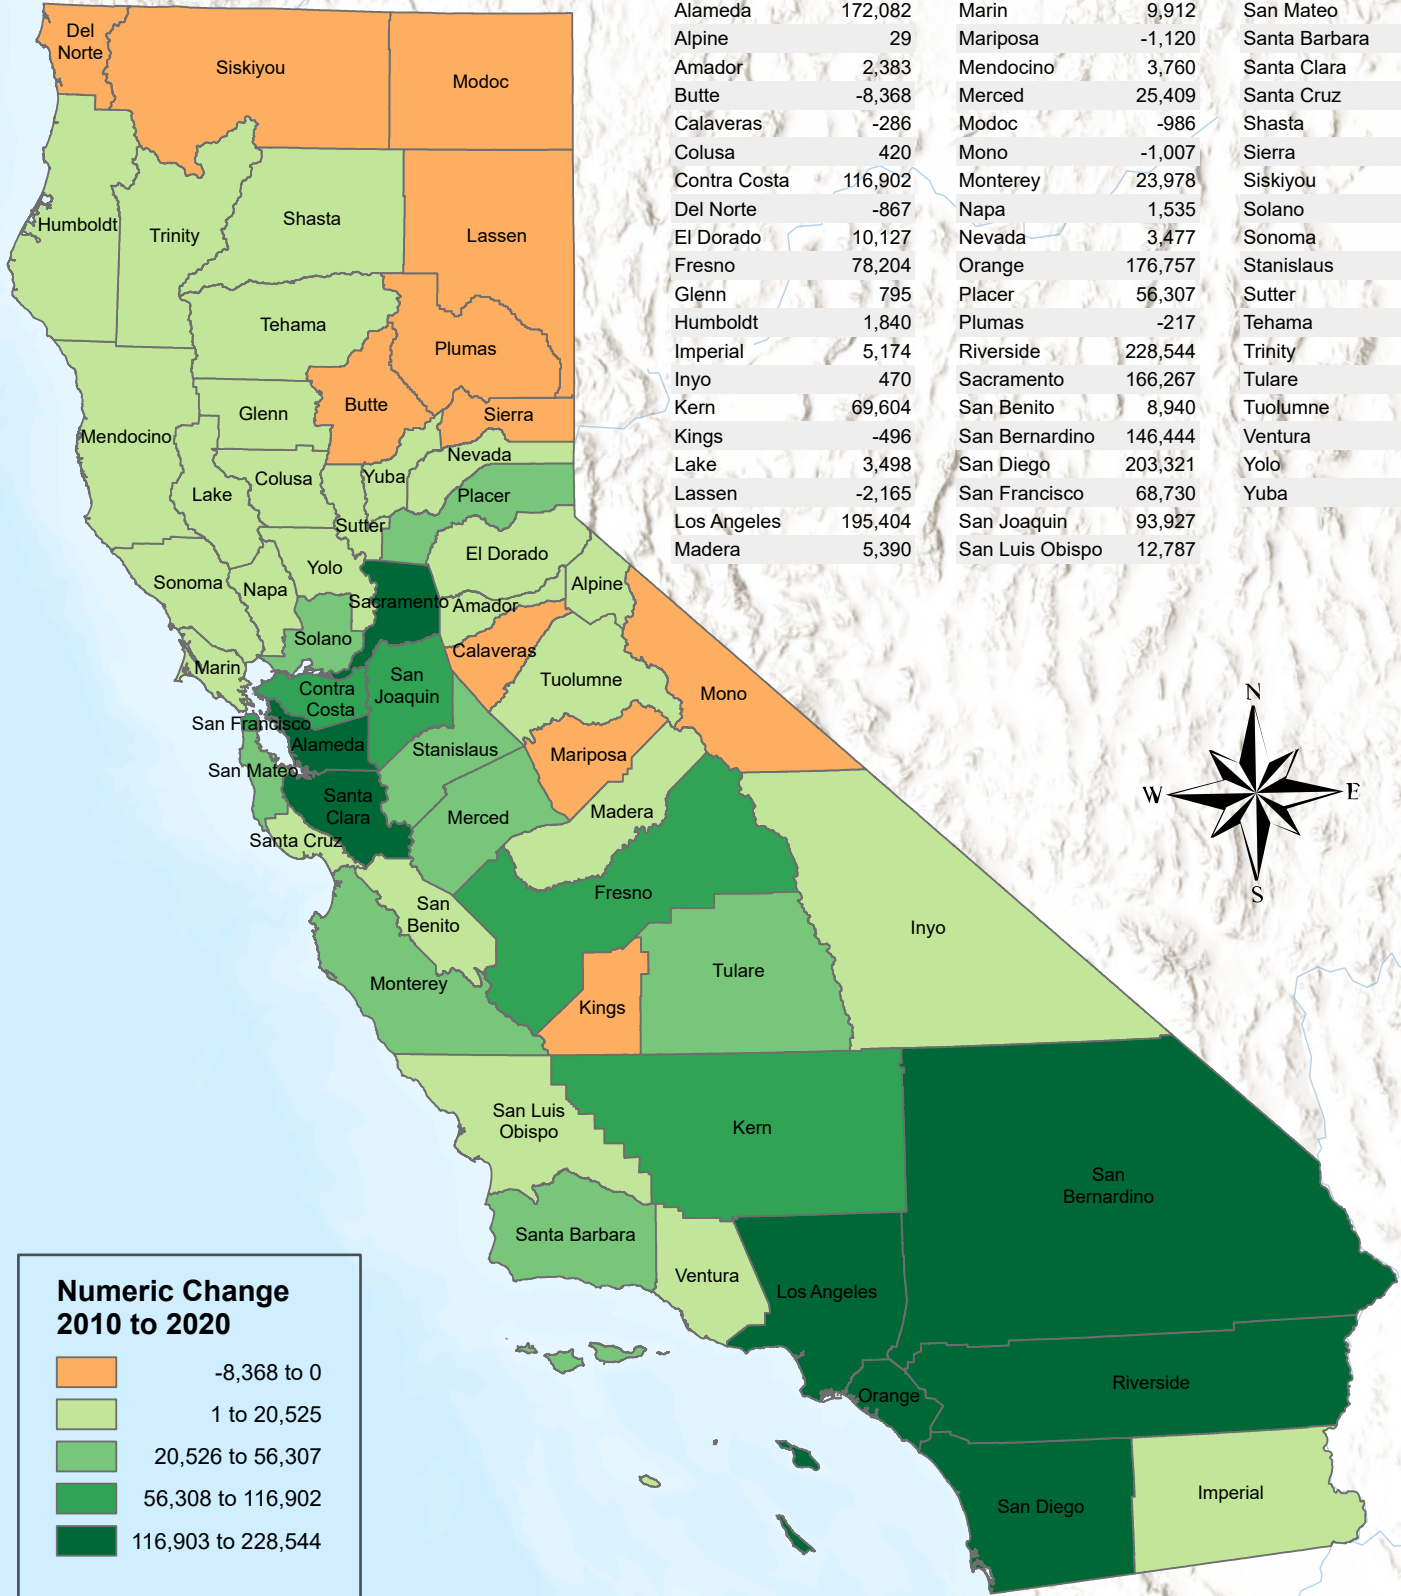 Alameda 172,082
Alpine 29
Amador 2,383
Butte -8,368
Calaveras -286
Colusa 420
Contra Costa 116,902
Del Norte -867
El Dorado 10,127
Fresno 78,204
Glenn 795
Humboldt 1,840
Imperial 5,174
Inyo 470
Kern 69,604
Kings -496
Lake 3,498
Lassen -2,165
Los Angeles 195,404
Madera 5,390
Marin 9,912
Mariposa -1,120
Mendocino 3,760
Merced 25,409
Modoc -986
Mono -1,007
Monterey 23,978
Napa 1,535
Nevada 3,477
Orange 176,757
Placer 56,307
Plumas -217
Riverside 228,544
Sacramento 166,267
San Benito 8,940
San Bernardino 146,444
San Diego 203,321
San Francisco 68,730
San Joaquin 93,927
San Luis Obispo 12,787
San Mateo
Santa Barbara
Santa Clara
Santa Cruz
Shasta
Sierra
Siskiyou
Solano
Sonoma
Stanislaus
Sutter
Tehama
Trinity
Tulare
Tuolumne
Ventura
Yolo
Yuba
Del
Norte
Siskiyou
Modoc
Humboldt
Trinity
Shasta
Lassen
Tehama
Plumas
Butte
Glenn
Sierra
Mendocino
Nevada
Colusa
Yuba
Lake
Placer
Sutter
El Dorado
Yolo
Sonoma
Napa
Alpine
Sacramento
Amador
Solano
Calaveras
Marin
San
Joaquin
Tuolumne
Contra
Costa
Mono
San Francisco
Alameda
Stanislaus
Mariposa
San Mateo
Santa
Clara
Madera
Merced
Santa Cruz
Fresno
San
Benito
Inyo
Tulare
Monterey
Kings
San Luis
Obispo
Kern
San
Bernardino
Santa Barbara
Ventura
Los Angeles
Riverside
Orange
Imperial
San Diego
N
W
E
S
Numeric Change
2010 to 2020
-8,368 to 0
1 to 20,525
20,526 to 56,307
56,308 to 116,902
116,903 to 228,544